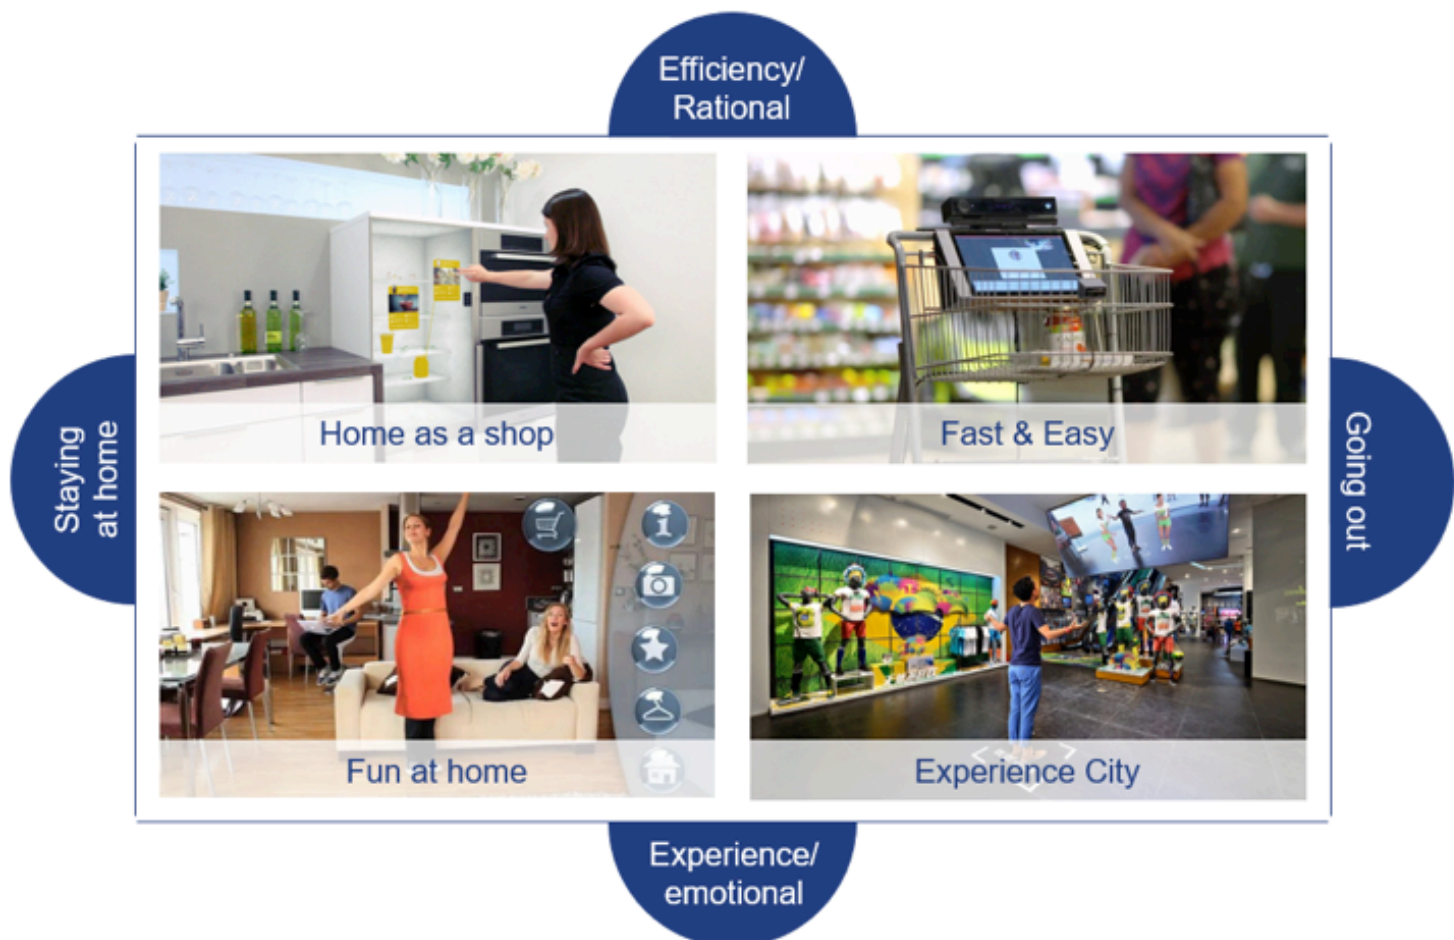 Efficiency/
Rational
Home as a shop
Fast & Easy
Staying
at home
Going out
Fun at home
Experience City
Experience/
emotional